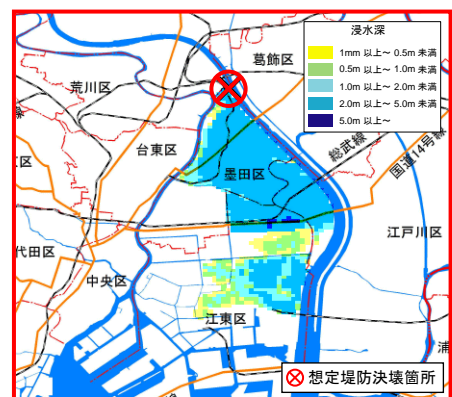 浸水深
1mm 以上～ 0.5m 未満
0.5m 以上～ 1.0m 未満
1.0m 以上～ 2.0m 未満
2.0m 以上～ 5.0m 未満
5.0m 以上～
葛飾区
荒川区
台東区
総武線
国道14号線
墨田区
江戸川区
代田区
中央区
江東区
浦
想定堤防決壊箇所